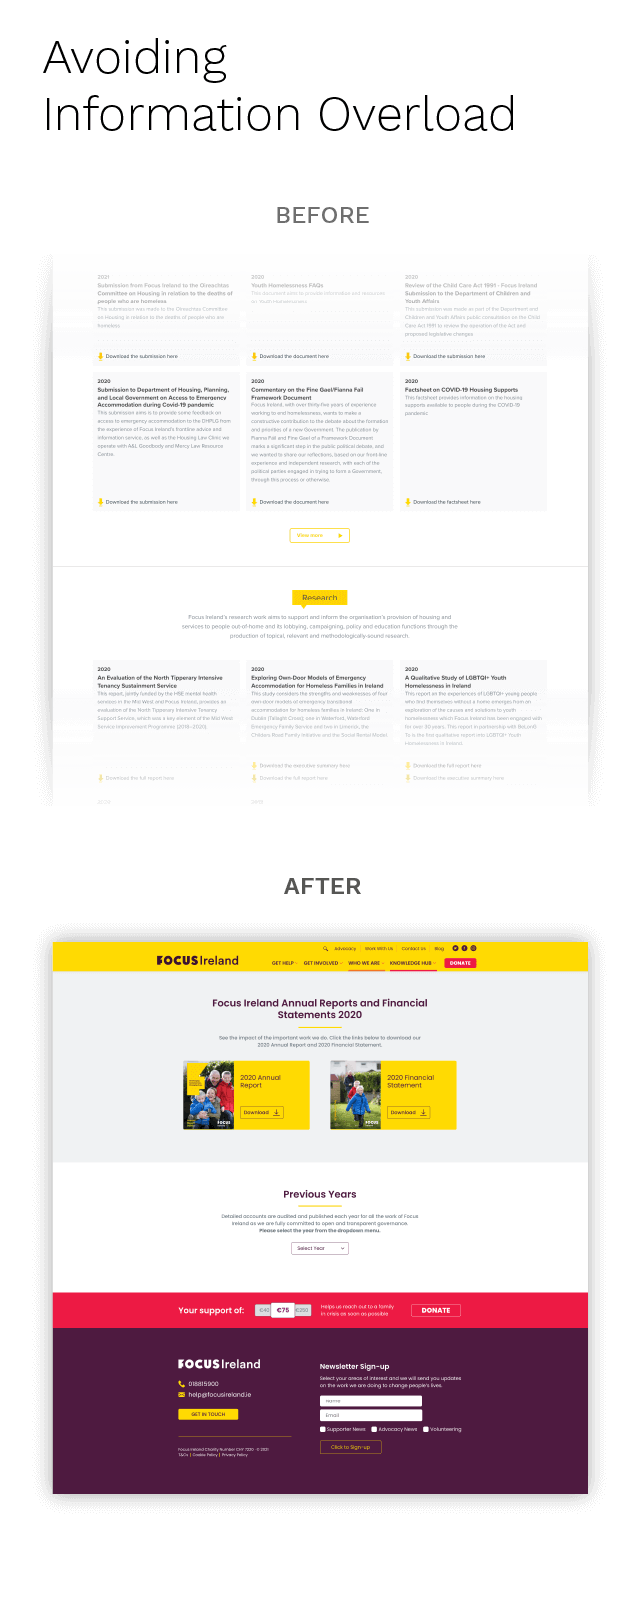 Avoiding
Information Overload
BEFORE
2021
Submission from Focus Ireland to the Oireachtas
Committee on Housing in relation to the deaths of
people who are homeless
This submission was made to the Oireachtas Committee
on Housing in relation to the deaths of people who are
homeless.
Download the submission here
2020
Youth Homelessness FAQs
This document aims to provide information and resources
on Youth Homelessness.
Download the document here
2020
Review of the Child Care Act 1991 - Focus Ireland
Submission to the Department of Children and
Youth Affairs
This submission was made as part of the Department and
Children and Youth Affairs public consultation on the Child
Care Act 1991 to review the operation of the Act and
proposed legislative changes.
Download the submission here
2020
Submission to Department of Housing, Planning,
and Local Government on Access to Emergency
Accommodation during Covid-19 pandemic
This submission aims is to provide some feedback on
access to emergency accommodation to the DHPLG from
the experience of Focus Ireland's frontline advice and
information service, as well as the Housing Law Clinic we
operate with A&L Goodbody and Mercy Law Resource
Centre.
Download the submission here
2020
Commentary on the Fine Gael/Fianna Fail
Framework Document
Focus Ireland, with over thirty-five years of experience
working to end homelessness, wants to make a
constructive contribution to the debate about the formation
and priorities of a new Government. The publication by
Fianna Fáil and Fine Gael of a Framework Document
marks a significant step in the public political debate, and
we wanted to share our reflections, based on our front-line
experience and independent research, with each of the
political parties engaged in trying to form a Government,
through this process or otherwise.
Download the document here
2020
Factsheet on COVID-19 Housing Supports
This factsheet provides information on the housing
supports available to people during the COVID-19
pandemic.
Download the factsheet here
View more
Research
Focus Ireland's research work aims to support and inform the organisation's provision of housing and
services to people out-of-home and its lobbying, campaigning, policy and education functions through the
production of topical, relevant and methodologically-sound research.
2020
An Evaluation of the North Tipperary Intensive
Tenancy Sustainment Service
This report, jointly funded by the HSE mental health
services in the Mid West and Focus Ireland, provides an
evaluation of the North Tipperary Intensive Tenancy
Support Service, which was a key element of the Mid West
Service Improvement Programme (2016–2020).
Download the full report here
2020
Exploring Own-Door Models of Emergency
Accommodation for Homeless Families in Ireland
This study considers the strengths and weaknesses of four
own-door models of emergency transitional
accommodation for homeless families in Ireland: One in
Dublin (Tallaght Cross); one in Waterford, Waterford
Emergency Family Service and two in Limerick, the
Childers Road Family Initiative and the Social Rental Model.
Download the executive summary here
Download the full report here
2020
A Qualitative Study of LGBTQI+ Youth
Homelessness in Ireland
This report on the experiences of LGBTQI+ young people
who find themselves without a home emerges from an
exploration of the causes and solutions to youth
homelessness which Focus Ireland has been engaged with
for over 30 years. This report in partnership with BeLonG
To is the first qualitative report into LGBTQI+ Youth
Homelessness in Ireland.
Download the full report here
Download the executive summary here
AFTER
Advocacy Work With Us Contact Us Blog
FOCUS Ireland
GET HELP GET INVOLVED WHO WE ARE KNOWLEDGE HUB DONATE
Focus Ireland Annual Reports and Financial
Statements 2020
See the impact of the important work we do. Click the links below to download our
2020 Annual Report and 2020 Financial Statement.
2020 Annual
Report
Download
FOCUS
2020 Financial
Statement
Download
FOCUS
Previous Years
Detailed accounts are audited and published each year for all the work of Focus
Ireland as we are fully committed to open and transparent governance.
Please select the year from the dropdown menu.
Select Year
Your support of: €40 €75 €250
Helps us reach out to a family
in crisis as soon as possible
DONATE
FOCUS Ireland
018815900
help@focusireland.ie
GET IN TOUCH
Focus Ireland Charity Number CHY 7220 © 2021
T&Cs | Cookie Policy | Privacy Policy
Newsletter Sign-up
Select your areas of interest and we will send you updates
on the work we are doing to change people's lives.
Name
Email
Supporter News Advocacy News Volunteering
Click to Sign-up